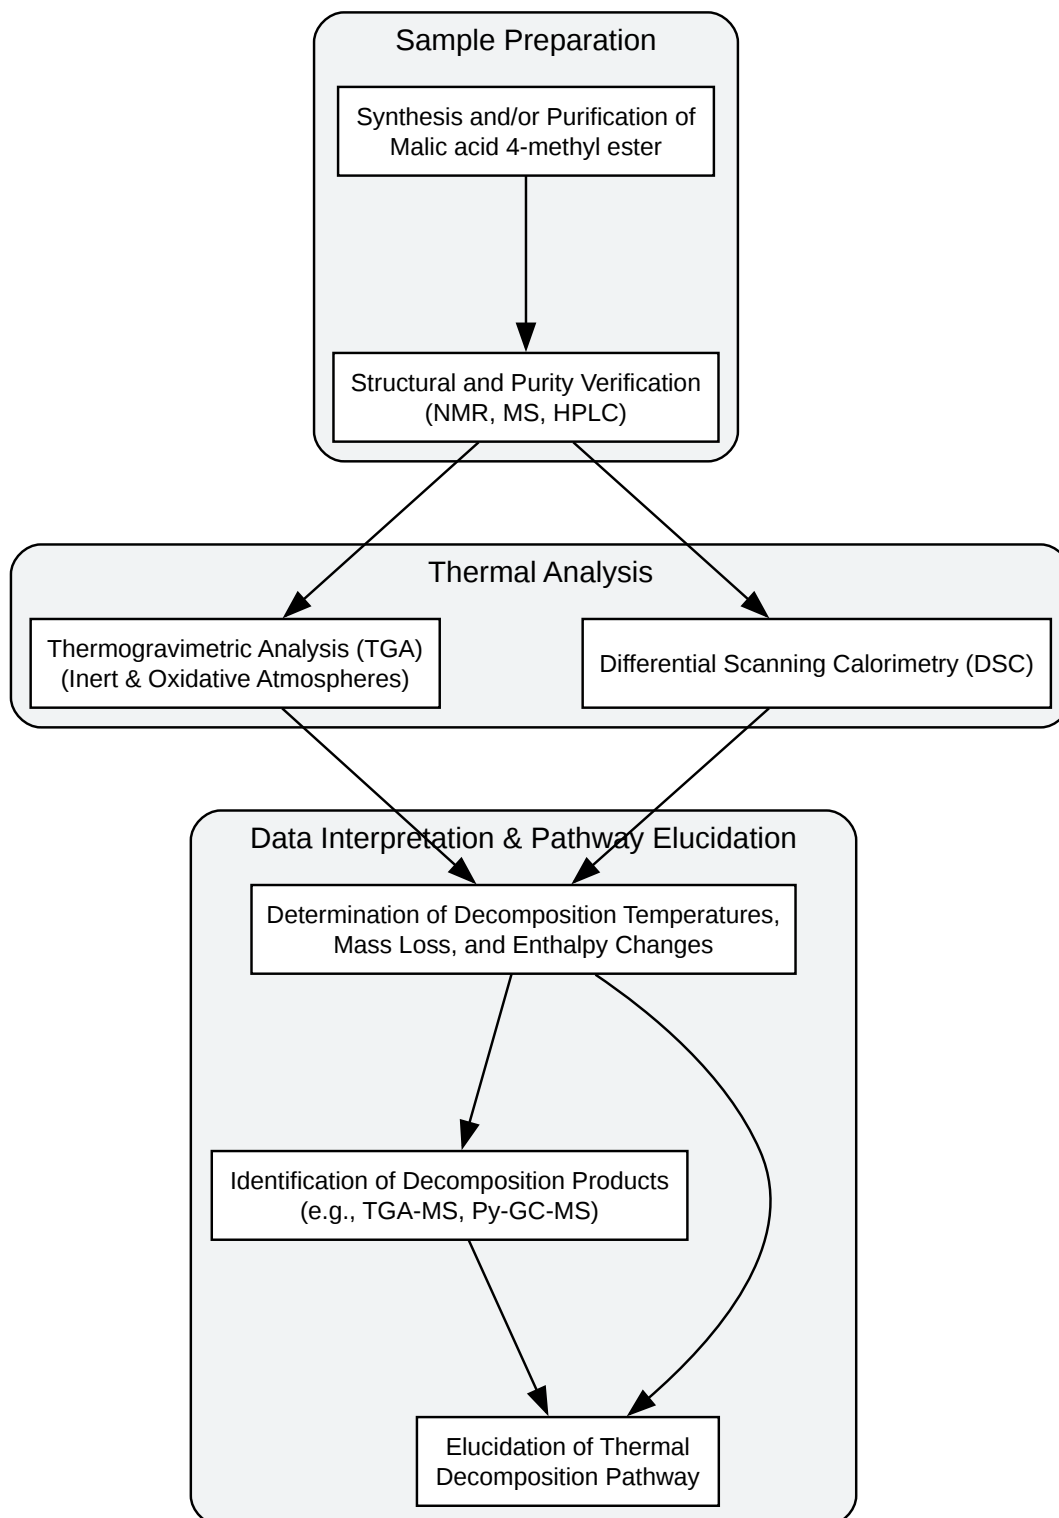 Sample Preparation
Synthesis and/or Purification of
Malic acid 4-methyl ester
Structural and Purity Verification
(NMR, MS, HPLC)
Thermal Analysis
Thermogravimetric Analysis (TGA)
(Inert & Oxidative Atmospheres)
Differential Scanning Calorimetry (DSC)
Data Interpretation & Pathway Elucidation
Determination of Decomposition Temperatures,
Mass Loss, and Enthalpy Changes
Identification of Decomposition Products
(e.g., TGA-MS, Py-GC-MS)
Elucidation of Thermal
Decomposition Pathway